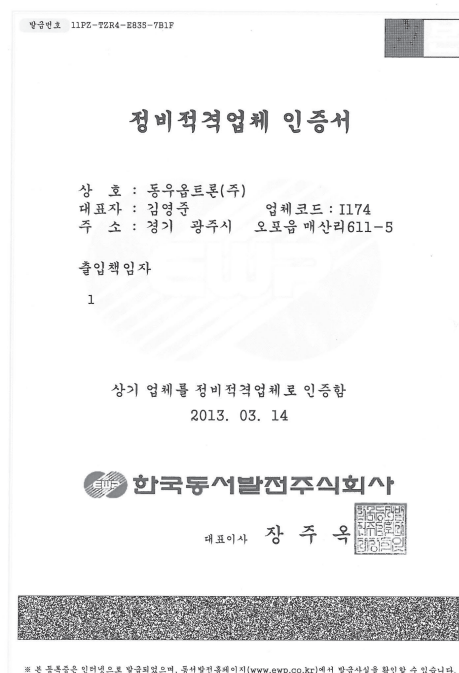 발급번호 11PZ-TZR4-E835-7B1F
정비적격업체 인증서
상 호 : 동우옵트론(주)
대표자 : 김영준 업체코드 : I174
주 소 : 경기 광주시 오포읍 매산리611-5
출입책임자
1
상기 업체를 정비적격업체로 인증함
2013. 03. 14
EWP 한국동서발전주식회사
대표이사 장 주 옥
※ 본 등록증은 인터넷으로 발급되었으며, 동서발전홈페이지(www.ewp.co.kr)에서 발급사실을 확인할 수 있습니다.